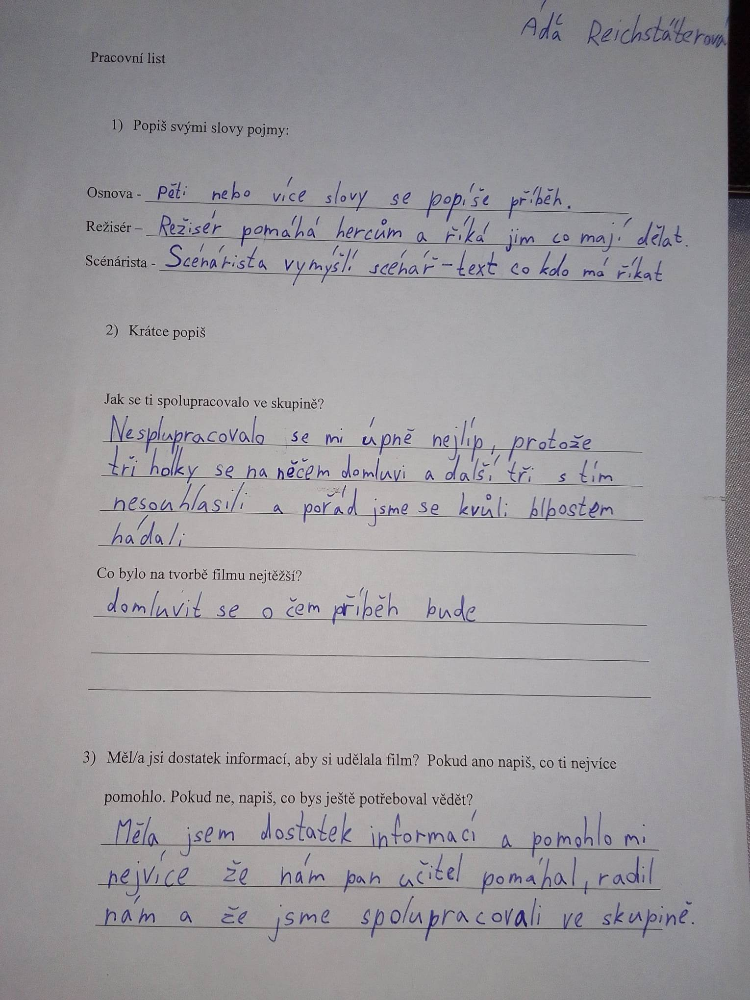 Adá Reichstäterová
Pracovní list
1) Popiš svými slovy pojmy:
Osnova - Pěti nebo více slovy se popíše příběh.
Režisér – Režisér pomáhá hercům a říká jim co mají dělat.
Scénárista - Scénárista vymýšlí scénář - text co kdo má říkat
2) Krátce popiš
Jak se ti spolupracovalo ve skupině?
Nesplupracovalo se mi úpně nejlíp, protože
tři holky se na něčem domluvi a další tři s tím
nesouhlasili a pořád jsme se kvůli blbostem
hádali
Co bylo na tvorbě filmu nejtěžší?
domluvit se o čem příběh bude
3) Měl/a jsi dostatek informací, aby si udělala film? Pokud ano napiš, co ti nejvíce
pomohlo. Pokud ne, napiš, co bys ještě potřeboval vědět?
Měla jsem dostatek informací a pomohlo mi
nejvíce že nám pan učitel pomáhal, radil
nám a že jsme spolupracovali ve skupině.